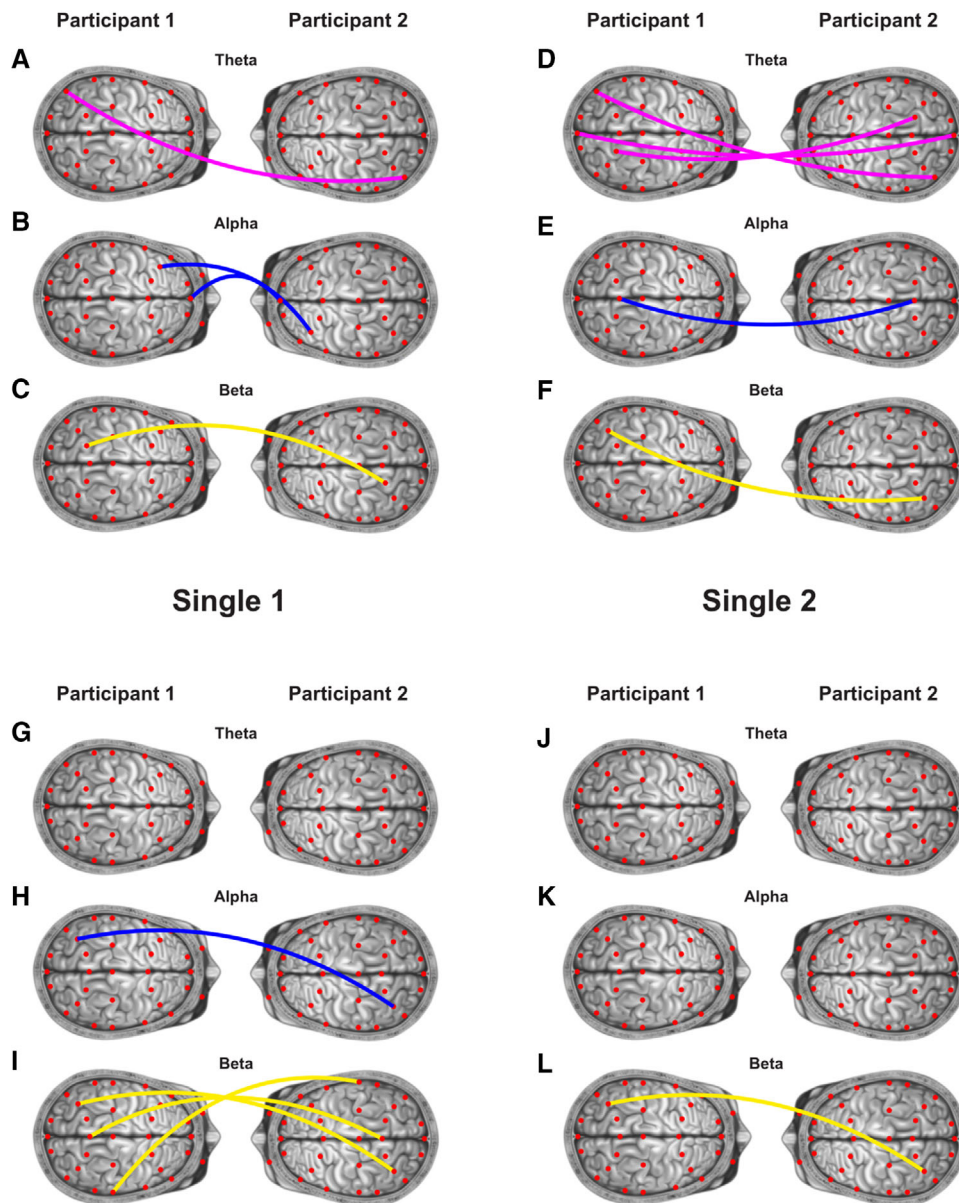 Participant 1 Participant 2 Participant 1 Participant 2
A Theta D Theta
B Alpha E Alpha
C Beta F Beta
Single 1 Single 2
Participant 1 Participant 2 Participant 1 Participant 2
G Theta J Theta
H Alpha K Alpha
I Beta L Beta